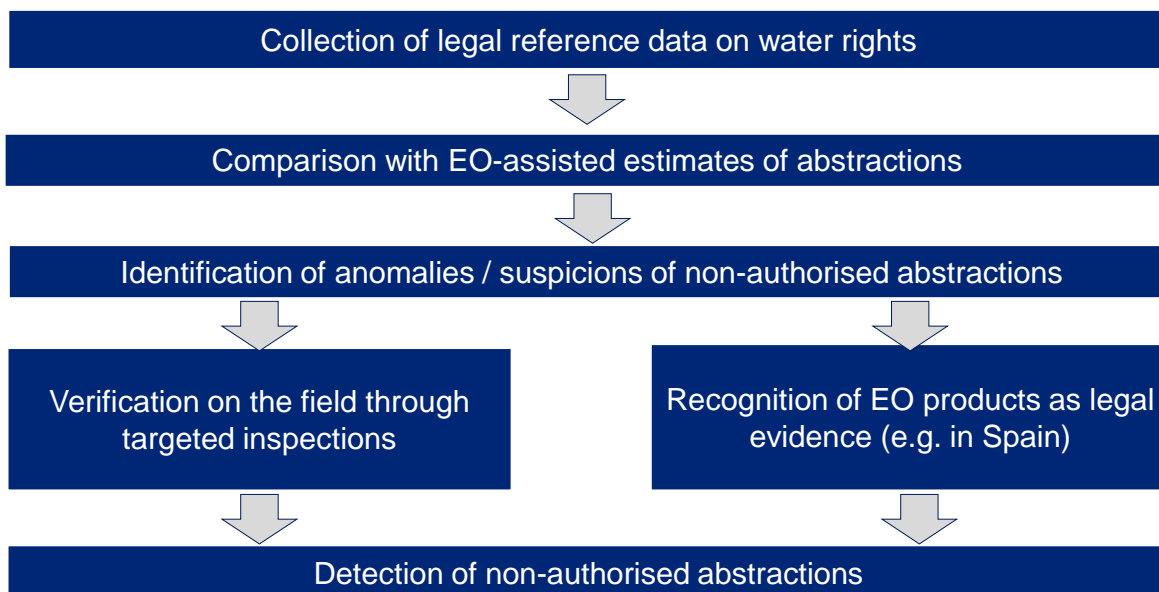 Collection of legal reference data on water rights
Comparison with EO-assisted estimates of abstractions
Identification of anomalies / suspicions of non-authorised abstractions
Verification on the field through
targeted inspections
Recognition of EO products as legal
evidence (e.g. in Spain)
Detection of non-authorised abstractions